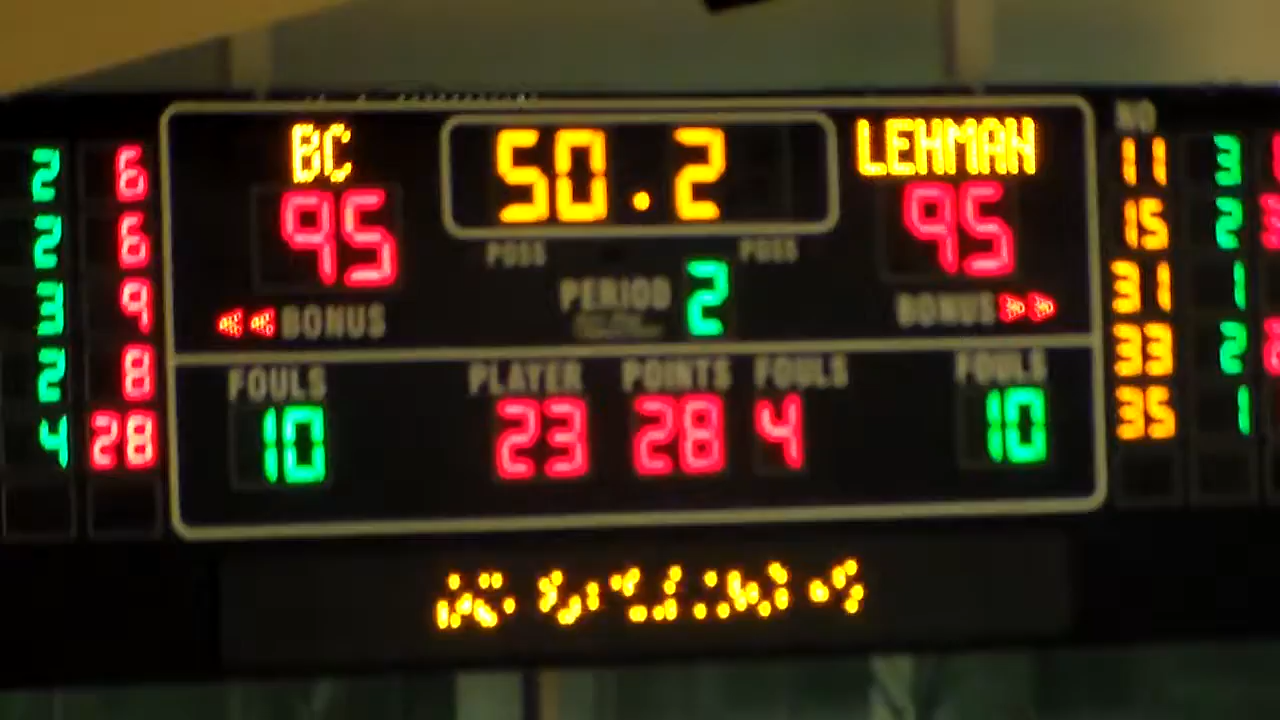 BC 50.2 LEHMAN NO
2 6 95 95 11 3
2 6 POSS POSS 15 2
3 9 PERIOD 2 31 1
BONUS BONUS
2 8 FOULS PLAYER POINTS FOULS FOULS 33 2
4 28 10 23 28 4 10 35 1